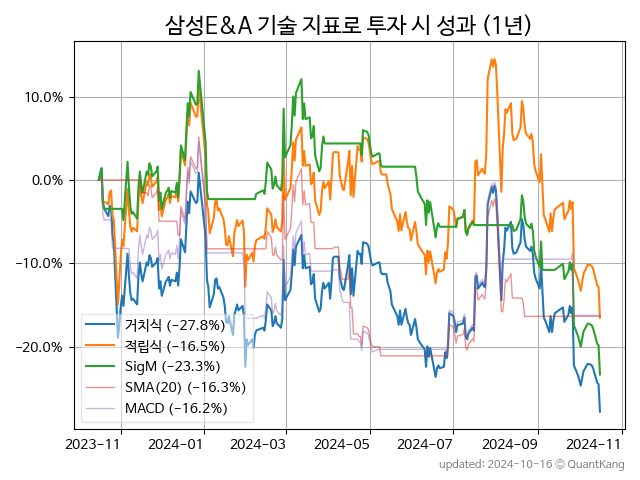 삼성E&A 기술 지표로 투자 시 성과 (1년)
10.0%
0.0%
−10.0%
−20.0%
거치식 (−27.8%)
적립식 (−16.5%)
SigM (−23.3%)
SMA(20) (−16.3%)
MACD (−16.2%)
2023−11 2024−01 2024−03 2024−05 2024−07 2024−09 2024−11
updated: 2024-10-16 © QuantKang